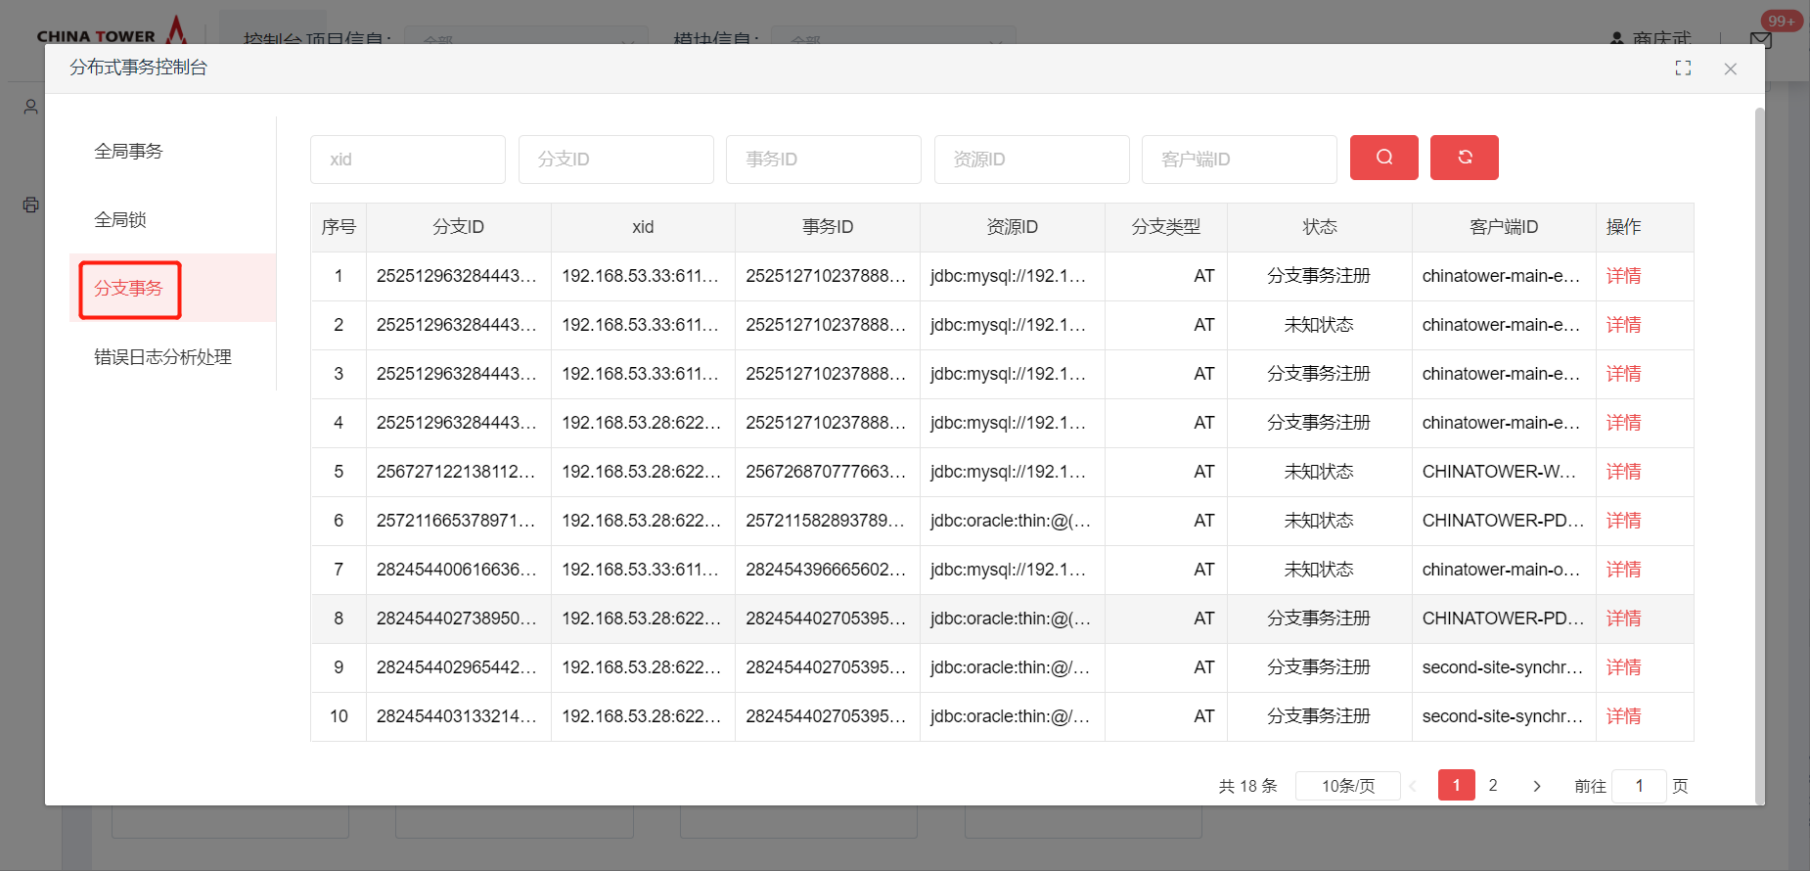 CHINA TOWER
控制台 项目信息:
全部
模块信息:
全部
商庆武
99+
分布式事务控制台
全局事务
全局锁
分支事务
错误日志分析处理
xid 分支ID 事务ID 资源ID 客户端ID
序号 分支ID xid 事务ID 资源ID 分支类型 状态 客户端ID 操作
1 252512963284443... 192.168.53.33:611... 252512710237888... jdbc:mysql://192.1... AT 分支事务注册 chinatower-main-e... 详情
2 252512963284443... 192.168.53.33:611... 252512710237888... jdbc:mysql://192.1... AT 未知状态 chinatower-main-e... 详情
3 252512963284443... 192.168.53.33:611... 252512710237888... jdbc:mysql://192.1... AT 分支事务注册 chinatower-main-e... 详情
4 252512963284443... 192.168.53.28:622... 252512710237888... jdbc:mysql://192.1... AT 分支事务注册 chinatower-main-e... 详情
5 256727122138112... 192.168.53.28:622... 256726870777663... jdbc:mysql://192.1... AT 未知状态 CHINATOWER-W... 详情
6 257211665378971... 192.168.53.28:622... 257211582893789... jdbc:oracle:thin:@(... AT 未知状态 CHINATOWER-PD... 详情
7 282454400616636... 192.168.53.33:611... 282454396665602... jdbc:mysql://192.1... AT 未知状态 chinatower-main-o... 详情
8 282454402738950... 192.168.53.28:622... 282454402705395... jdbc:oracle:thin:@(... AT 分支事务注册 CHINATOWER-PD... 详情
9 282454402965442... 192.168.53.28:622... 282454402705395... jdbc:oracle:thin:@/... AT 分支事务注册 second-site-synchr... 详情
10 282454403133214... 192.168.53.28:622... 282454402705395... jdbc:oracle:thin:@/... AT 分支事务注册 second-site-synchr... 详情
共 18 条 10条/页 1 2 前往 1 页